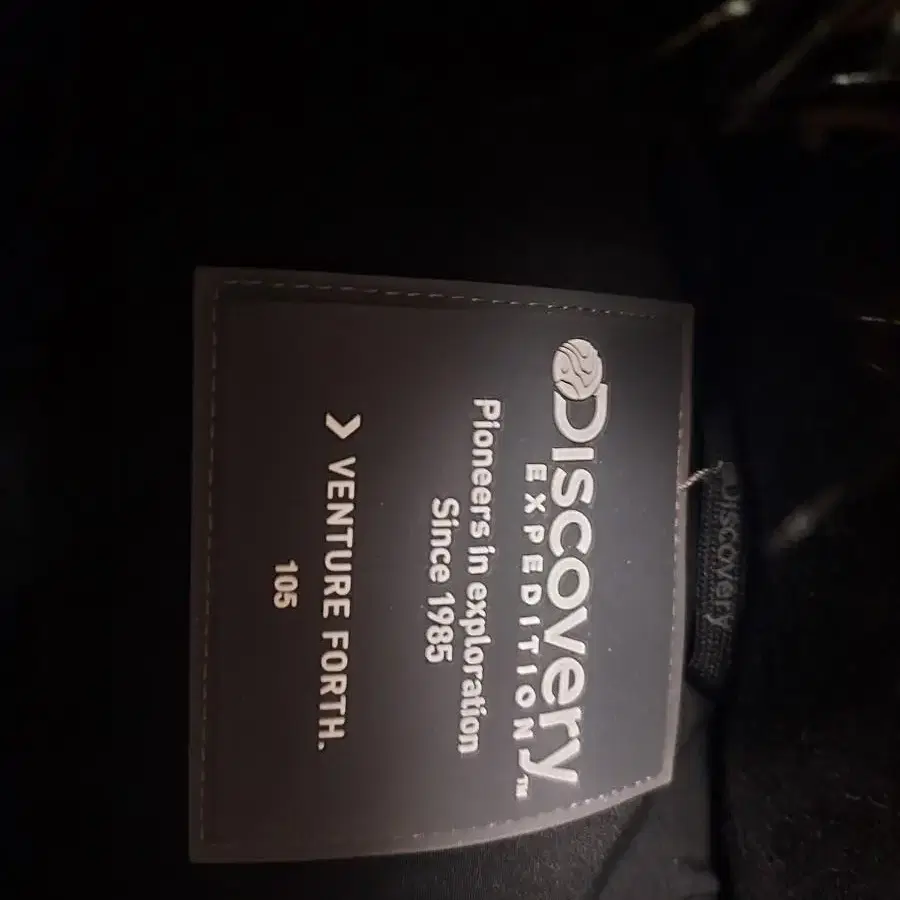 DISCOVERY
EXPEDITION™
Pioneers in exploration
Since 1985
❯ VENTURE FORTH.
105
Discovery